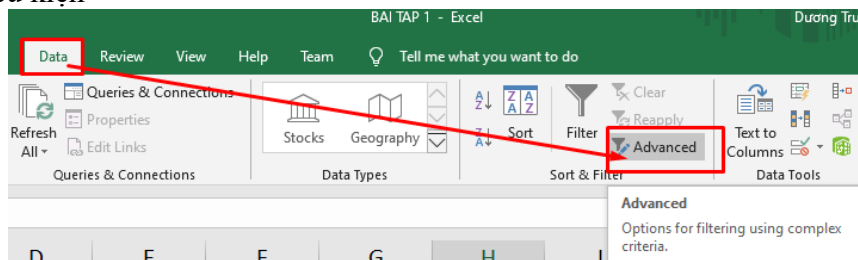 BAI TAP 1 - Excel
Dương Tru
Data Review View Help Team Tell me what you want to do
Queries & Connections
Properties
Edit Links
Refresh
All
Stocks Geography
Sort
Filter
Clear
Reapply
Advanced
Text to
Columns
Queries & Connections Data Types Sort & Filter Data Tools
Advanced
Options for filtering using complex
criteria.
D E F G H I